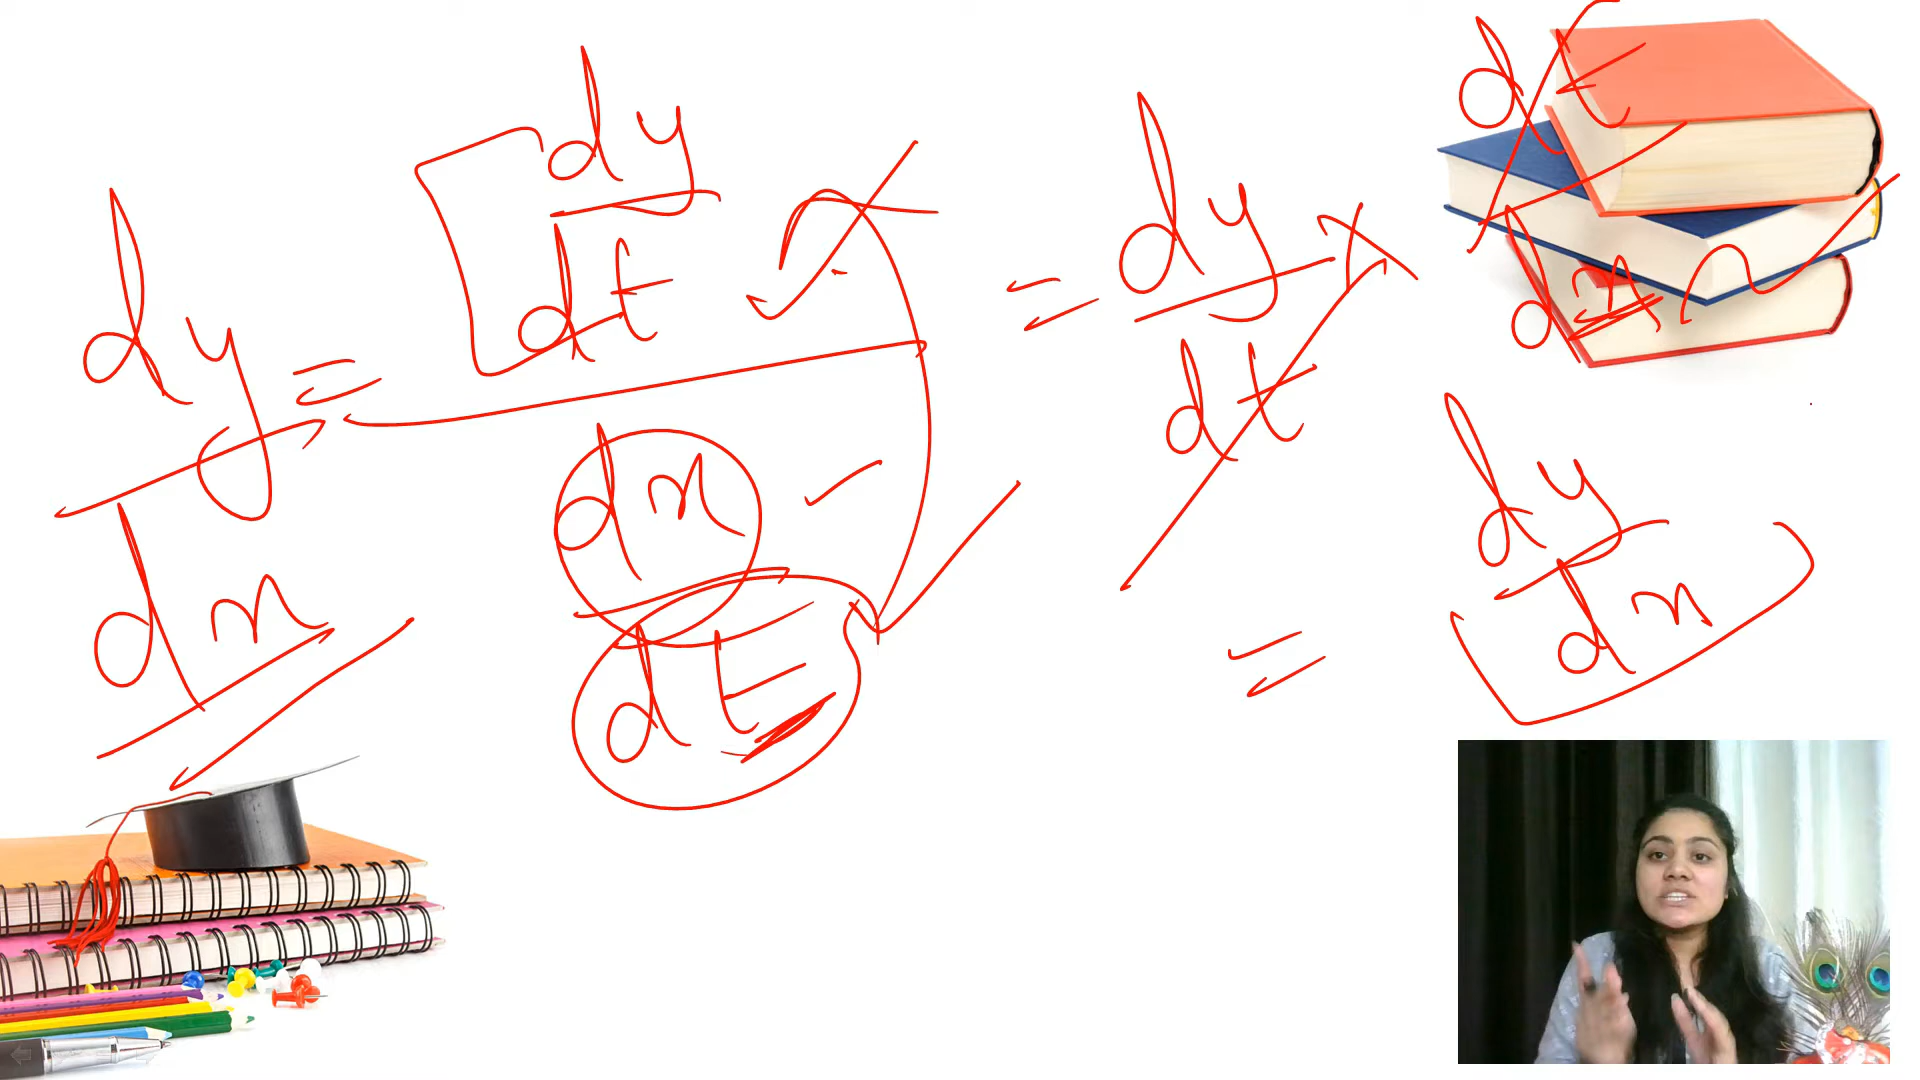 dy/dx = (dy/dt)/(dx/dt) = dy/dt × dt/dx
= dy/dx